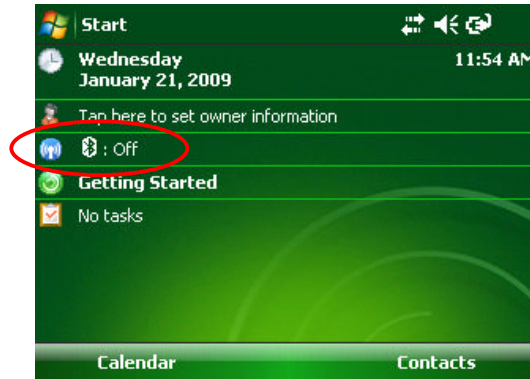 Start
Wednesday 11:54 AM
January 21, 2009
Tap here to set owner information
: Off
Getting Started
No tasks
Calendar Contacts